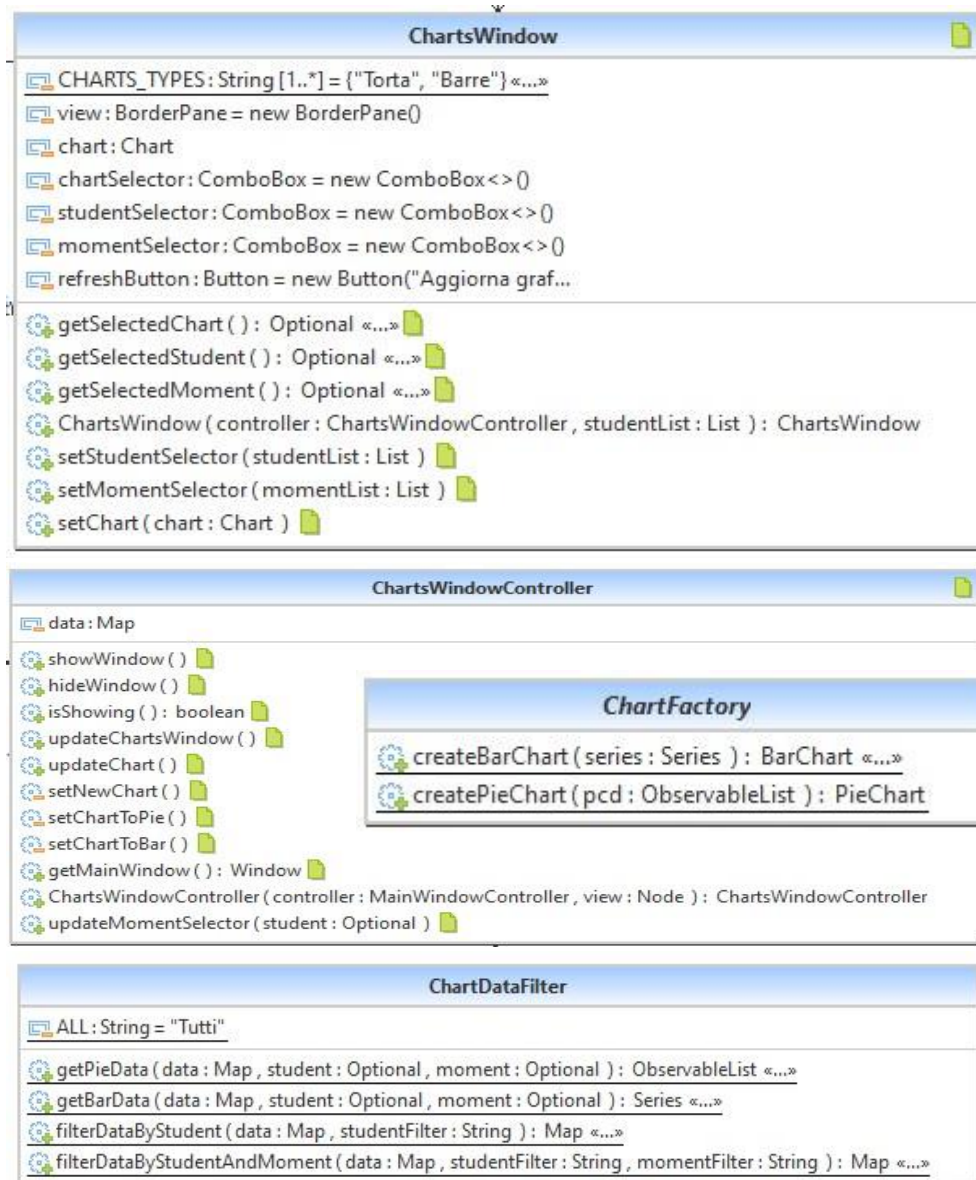 ChartsWindow
CHARTS_TYPES : String [1..*] = {"Torta", "Barre"} «...»
view : BorderPane = new BorderPane()
chart : Chart
chartSelector : ComboBox = new ComboBox<>()
studentSelector : ComboBox = new ComboBox<>()
momentSelector : ComboBox = new ComboBox<>()
refreshButton : Button = new Button("Aggiorna graf...
getSelectedChart ( ) : Optional «...»
getSelectedStudent ( ) : Optional «...»
getSelectedMoment ( ) : Optional «...»
ChartsWindow ( controller : ChartsWindowController , studentList : List ) : ChartsWindow
setStudentSelector ( studentList : List )
setMomentSelector ( momentList : List )
setChart ( chart : Chart )
ChartsWindowController
data : Map
showWindow ( )
hideWindow ( )
isShowing ( ) : boolean
updateChartsWindow ( )
updateChart ( )
setNewChart ( )
setChartToPie ( )
setChartToBar ( )
getMainWindow ( ) : Window
ChartsWindowController ( controller : MainWindowController , view : Node ) : ChartsWindowController
updateMomentSelector ( student : Optional )
ChartFactory
createBarChart ( series : Series ) : BarChart «...»
createPieChart ( pcd : ObservableList ) : PieChart
ChartDataFilter
ALL : String = "Tutti"
getPieData ( data : Map , student : Optional , moment : Optional ) : ObservableList «...»
getBarData ( data : Map , student : Optional , moment : Optional ) : Series «...»
filterDataByStudent ( data : Map , studentFilter : String ) : Map «...»
filterDataByStudentAndMoment ( data : Map , studentFilter : String , momentFilter : String ) : Map «...»